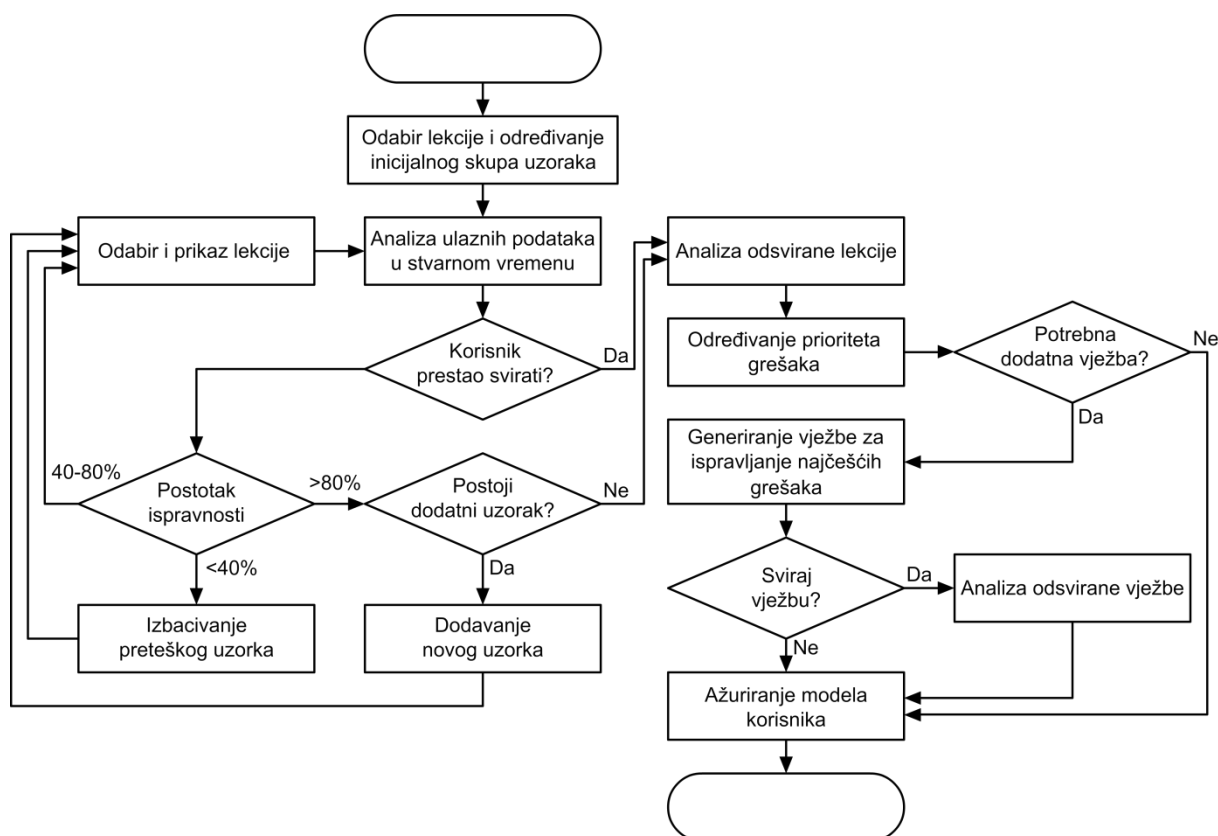 Odabir lekcije i određivanje
inicijalnog skupa uzoraka
Odabir i prikaz lekcije
Analiza ulaznih podataka
u stvarnom vremenu
Korisnik
prestao svirati?
Da
Postotak
ispravnosti
40-80%
>80%
<40%
Izbacivanje
preteškog uzorka
Postoji
dodatni uzorak?
Ne
Da
Dodavanje
novog uzorka
Analiza odsvirane lekcije
Određivanje prioriteta
grešaka
Potrebna
dodatna vježba?
Ne
Da
Generiranje vježbe za
ispravljanje najčešćih
grešaka
Sviraj
vježbu?
Da
Ne
Analiza odsvirane vježbe
Ažuriranje modela
korisnika